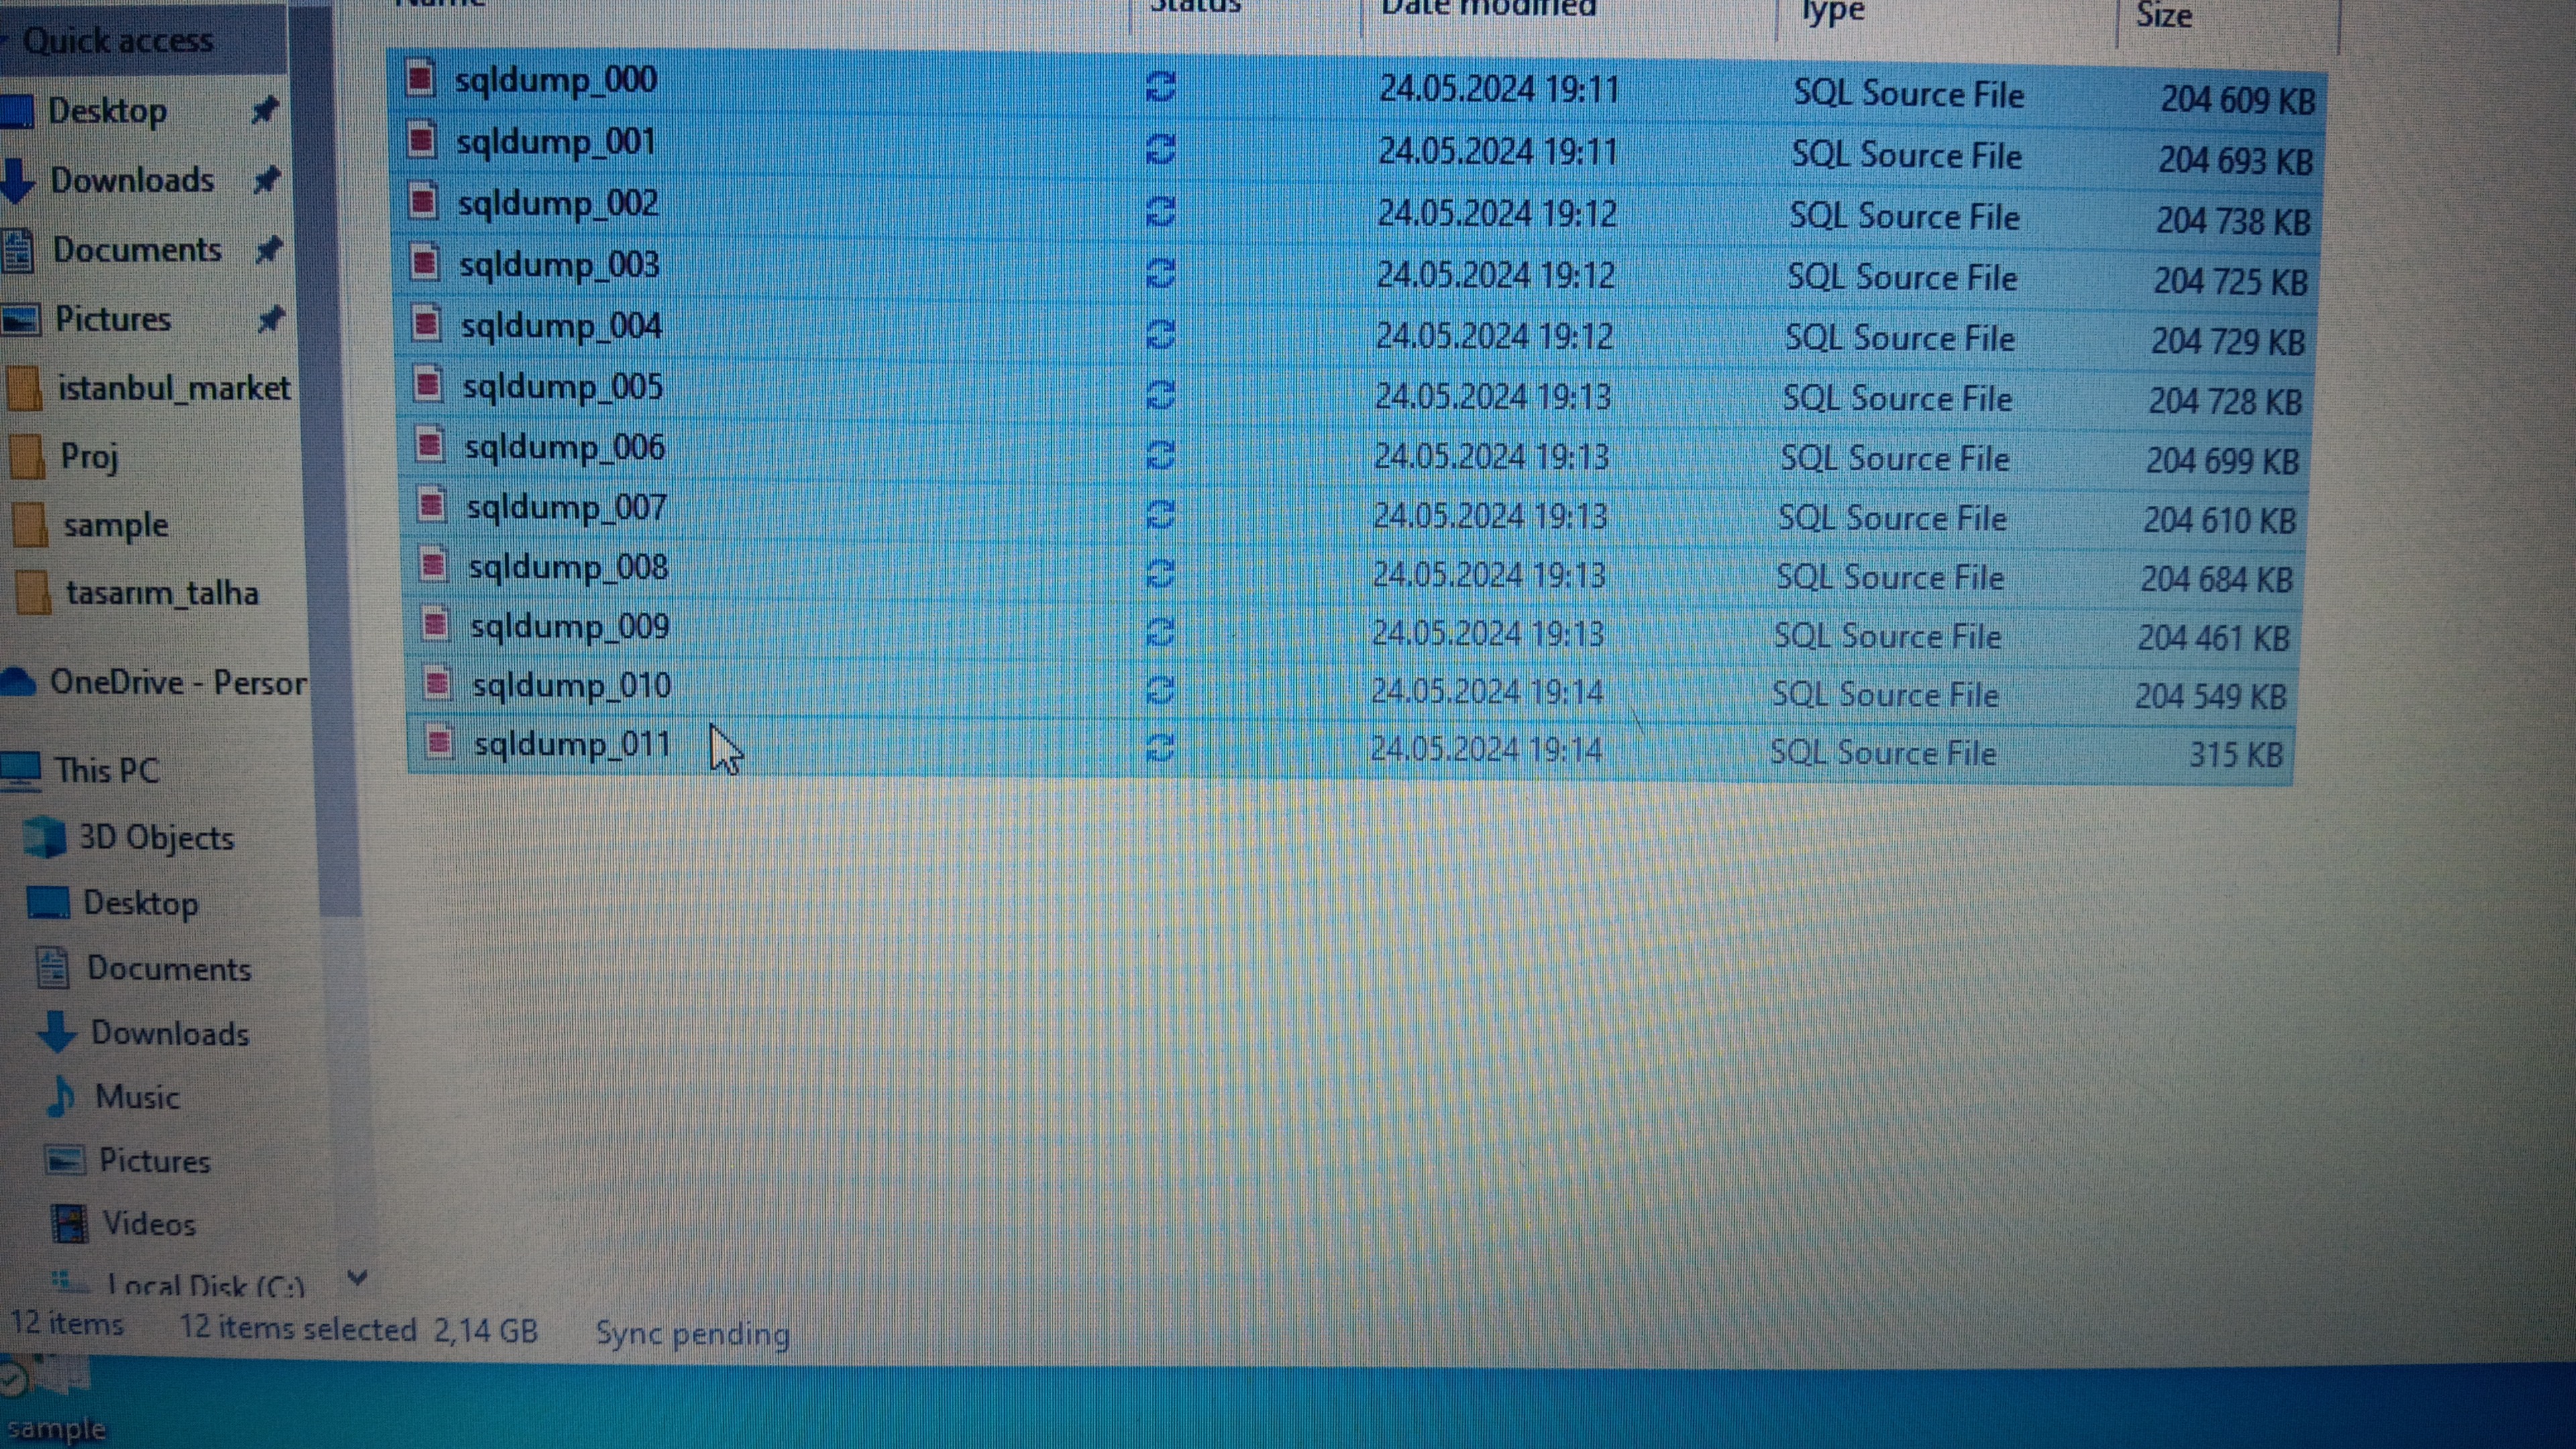 Name Status Date modified Type Size
Quick access
Desktop
Downloads
Documents
Pictures
istanbul_market
Proj
sample
tasarım_talha
OneDrive - Person
This PC
3D Objects
Desktop
Documents
Downloads
Music
Pictures
Videos
Local Disk (C:)
sqldump_000 24.05.2024 19:11 SQL Source File 204 609 KB
sqldump_001 24.05.2024 19:11 SQL Source File 204 693 KB
sqldump_002 24.05.2024 19:12 SQL Source File 204 738 KB
sqldump_003 24.05.2024 19:12 SQL Source File 204 725 KB
sqldump_004 24.05.2024 19:12 SQL Source File 204 729 KB
sqldump_005 24.05.2024 19:13 SQL Source File 204 728 KB
sqldump_006 24.05.2024 19:13 SQL Source File 204 699 KB
sqldump_007 24.05.2024 19:13 SQL Source File 204 610 KB
sqldump_008 24.05.2024 19:13 SQL Source File 204 684 KB
sqldump_009 24.05.2024 19:13 SQL Source File 204 461 KB
sqldump_010 24.05.2024 19:14 SQL Source File 204 549 KB
sqldump_011 24.05.2024 19:14 SQL Source File 315 KB
12 items 12 items selected 2,14 GB Sync pending
sample